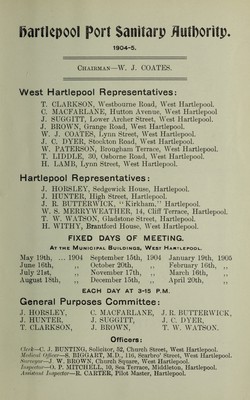 Hartlepool Port Sanitary Authority.
1904-5.
CHAIRMAN—W. J. COATES.
West Hartlepool Representatives:
T. CLARKSON, Westbourne Road, West Hartlepool.
C. MACFARLANE, Hutton Avenue, West Hartlepool.
J. SUGGITT, Lower Archer Street, West Hartlepool.
J. BROWN, Grange Road, West Hartlepool.
W. J. COATES, Lynn Street, West Hartlepool.
J. C. DYER, Stockton Road, West Hartlepool.
W. PATERSON, Brougham Terrace, West Hartlepool.
T. LIDDLE, 30, Osborne Road, West Hartlepool.
H. LAMB, Lynn Street, West Hartlepool.
Hartlepool Representatives:
J. HORSLEY, Sedgewick House, Hartlepool.
J. HUNTER, High Street, Hartlepool.
J. R. BUTTERWICK, "Kirkham," Hartlepool.
W. S. MERRYWEATHER, 14, Cliff Terrace, Hartlepool.
T. W. WATSON, Gladstone Street, Hartlepool.
H. WITHY, Brantford House, West Hartlepool.
FIXED DAYS OF MEETING.
AT THE MUNICIPAL BUILDINGS, WEST HARTLEPOOL.
May 19th, ... 1904 September 15th, 1904 January 19th, 1905
June 16th, „ October 20th, „ February 16th, „
July 21st, „ November 17th, „ March 16th, „
August 18th, „ December 15th, „ April 20th, „
EACH DAY AT 3-15 P.M.
General Purposes Committee:
J. HORSLEY, C. MACFARLANE, J. R. BUTTERWICK,
J. HUNTER, J. SUGGITT, J. C. DYER,
T. CLARKSON, J. BROWN, T. W. WATSON.
Officers:
Clerk—C. J. BUNTING, Solicitor, 52, Church Street, West Hartlepool.
Medical Officer—S. BIGGART, M.D., 116, Scarbro' Street, West Hartlepool.
Surveyor—J. W. BROWN, Church Square, West Hartlepool.
Inspector—O. P. MITCHELL, 10, Sea Terrace, Middleton, Hartlepool.
Assistant Inspector—R. CARTER, Pilot Master, Hartlepool.